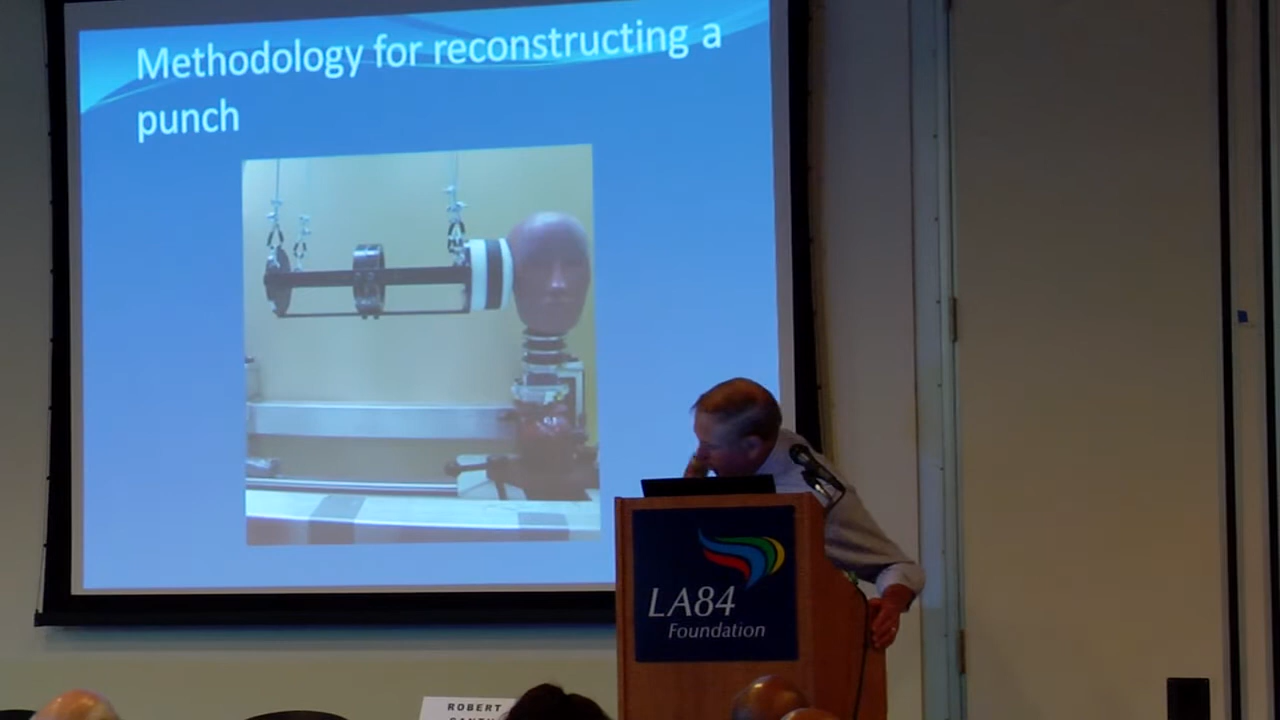 Methodology for reconstructing a
punch
LA84
Foundation
ROBERT